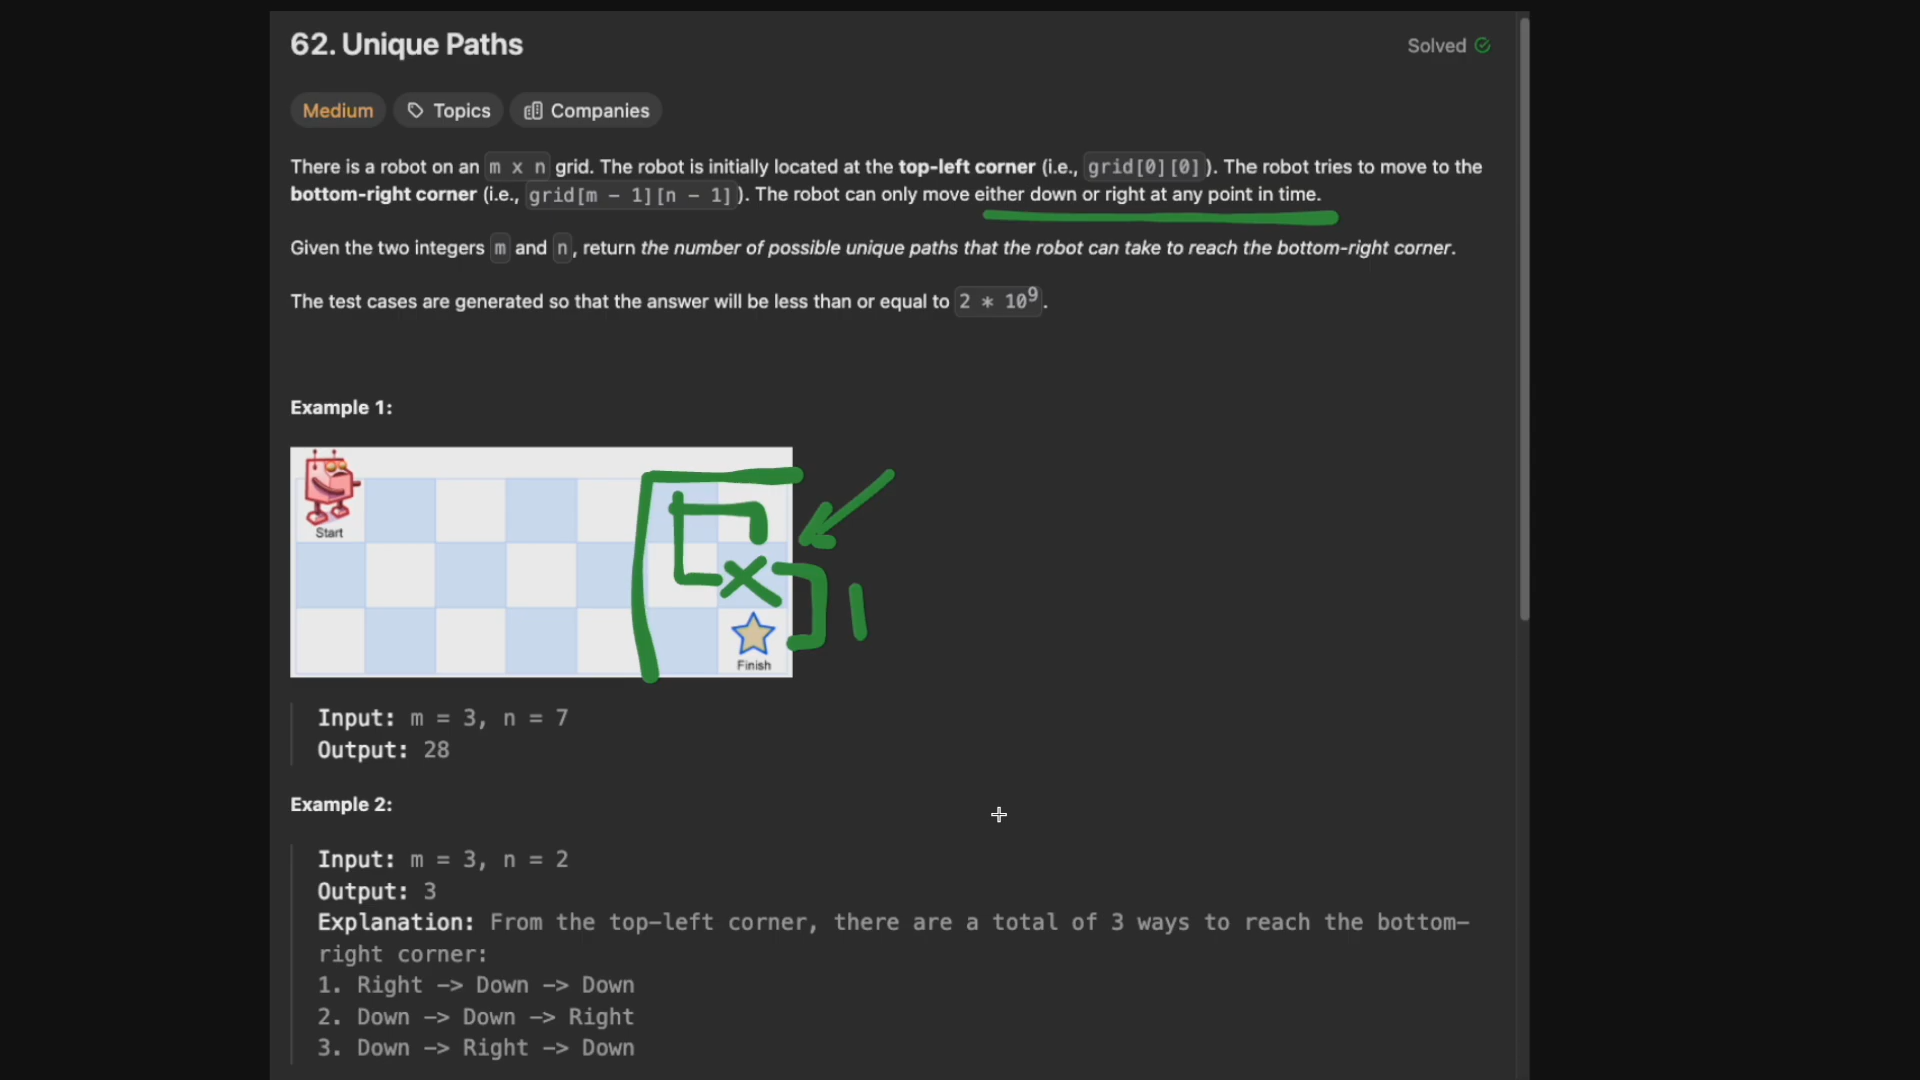 62. Unique Paths
Solved
Medium Topics Companies
There is a robot on an m x n grid. The robot is initially located at the top-left corner (i.e., grid[0][0]). The robot tries to move to the
bottom-right corner (i.e., grid[m - 1][n - 1]). The robot can only move either down or right at any point in time.
Given the two integers m and n, return the number of possible unique paths that the robot can take to reach the bottom-right corner.
The test cases are generated so that the answer will be less than or equal to 2 * 10⁹.
Example 1:
Start
X
1
Finish
Input: m = 3, n = 7
Output: 28
Example 2:
Input: m = 3, n = 2
Output: 3
Explanation: From the top-left corner, there are a total of 3 ways to reach the bottom-
right corner:
1. Right -> Down -> Down
2. Down -> Down -> Right
3. Down -> Right -> Down